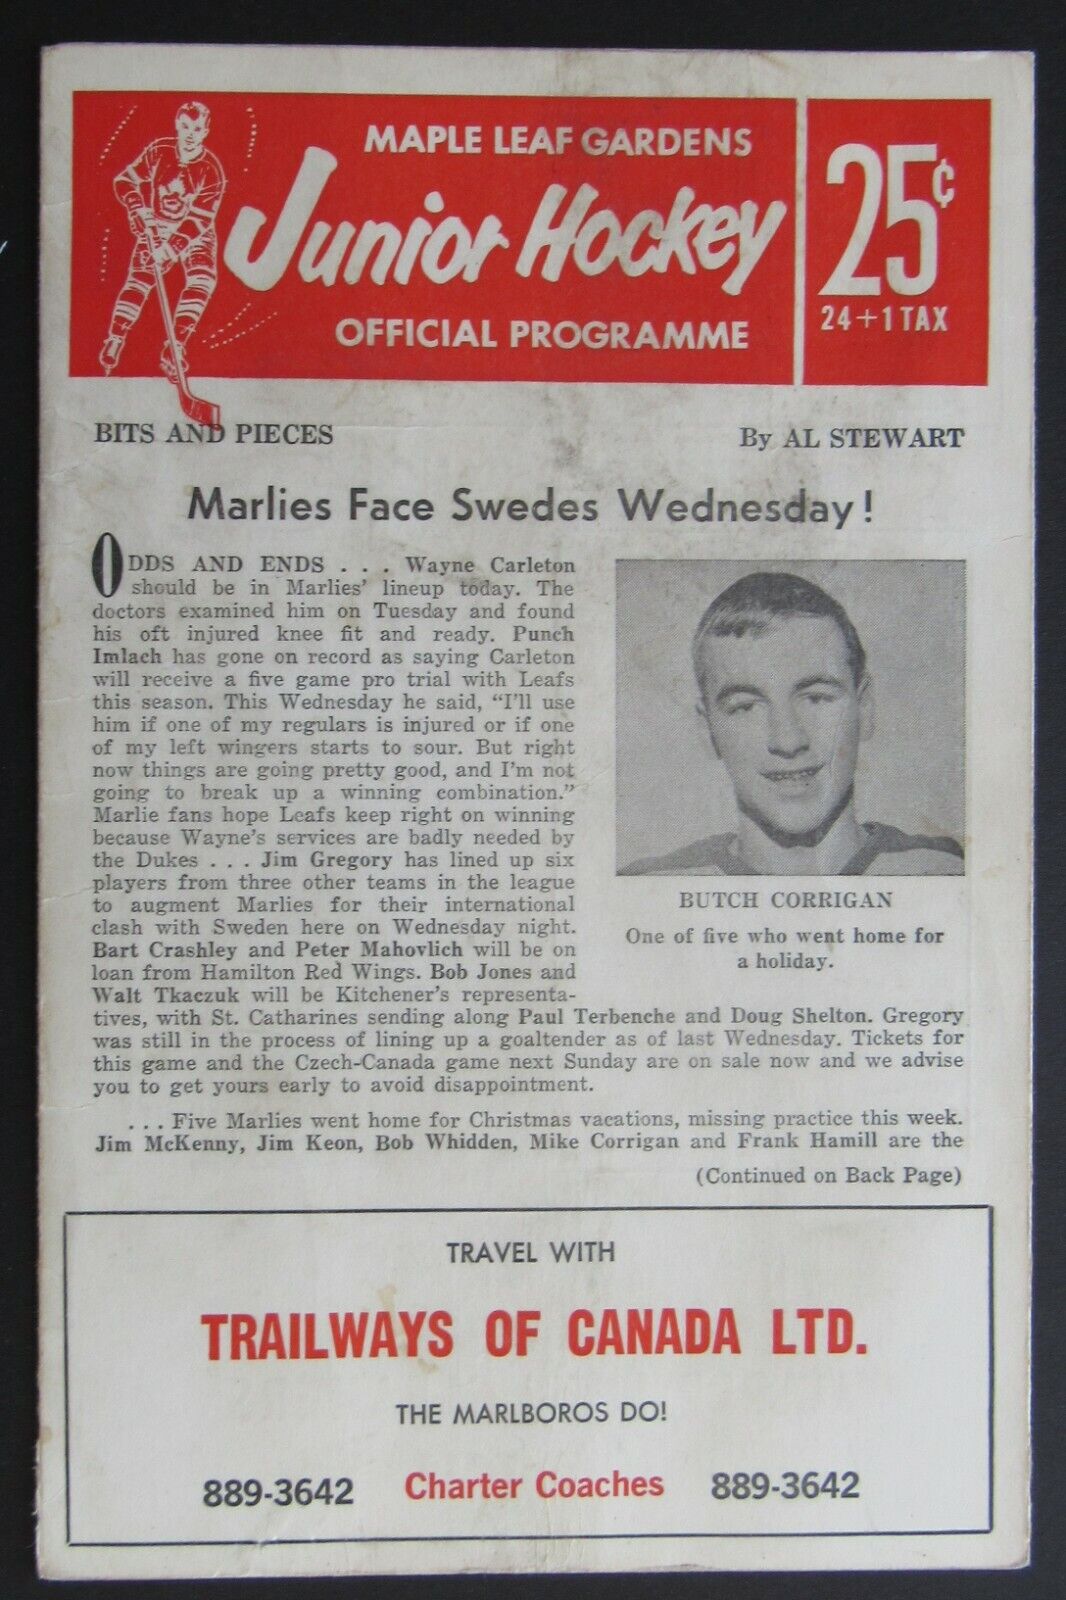 MAPLE LEAF GARDENS
Junior Hockey
OFFICIAL PROGRAMME
25¢
24+1 TAX
BITS AND PIECES
By AL STEWART
Marlies Face Swedes Wednesday!
ODDS AND ENDS . . . Wayne Carleton
should be in Marlies' lineup today. The
doctors examined him on Tuesday and found
his oft injured knee fit and ready. Punch
Imlach has gone on record as saying Carleton
will receive a five game pro trial with Leafs
this season. This Wednesday he said, "I'll use
him if one of my regulars is injured or if one
of my left wingers starts to sour. But right
now things are going pretty good, and I'm not
going to break up a winning combination."
Marlie fans hope Leafs keep right on winning
because Wayne's services are badly needed by
the Dukes . . . Jim Gregory has lined up six
players from three other teams in the league
to augment Marlies for their international
clash with Sweden here on Wednesday night.
Bart Crashley and Peter Mahovlich will be on
loan from Hamilton Red Wings. Bob Jones and
Walt Tkaczuk will be Kitchener's representa-
tives, with St. Catharines sending along Paul Terbenche and Doug Shelton. Gregory
was still in the process of lining up a goaltender as of last Wednesday. Tickets for
this game and the Czech-Canada game next Sunday are on sale now and we advise
you to get yours early to avoid disappointment.
BUTCH CORRIGAN
One of five who went home for
a holiday.
. . . Five Marlies went home for Christmas vacations, missing practice this week.
Jim McKenny, Jim Keon, Bob Whidden, Mike Corrigan and Frank Hamill are the
(Continued on Back Page)
TRAVEL WITH
TRAILWAYS OF CANADA LTD.
THE MARLBOROS DO!
889-3642 Charter Coaches 889-3642